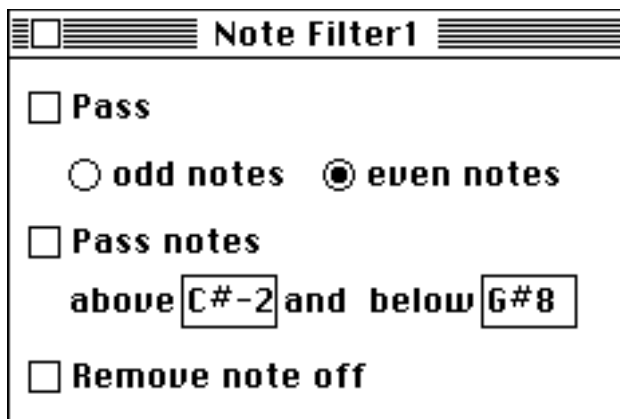 Note Filter1
Pass
odd notes even notes
Pass notes
above C#-2 and below G#8
Remove note off